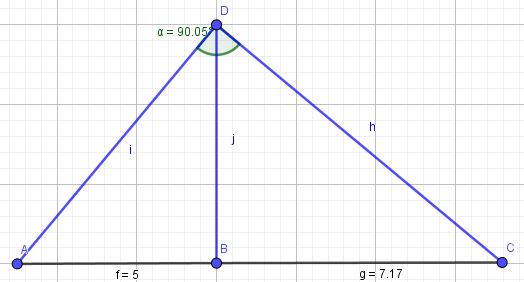 D
α = 90.05°
i
j
h
A
B
C
f = 5
g = 7.17